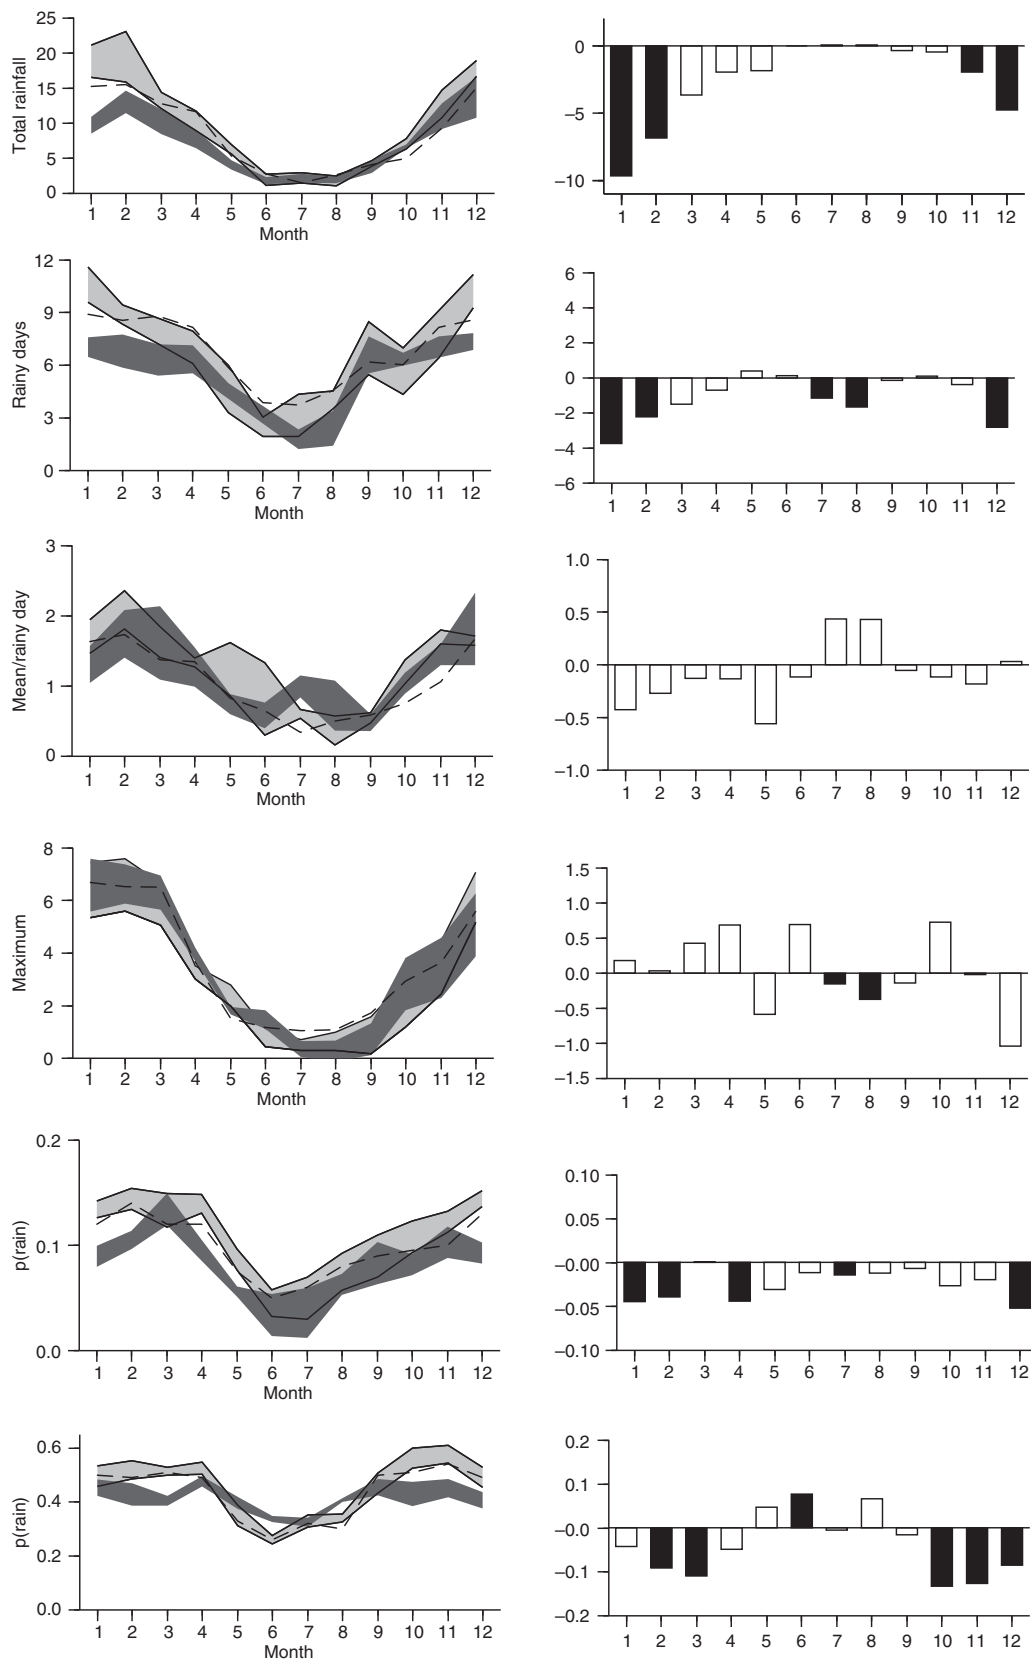 Total rainfall
25
20
15
10
5
0
1 2 3 4 5 6 7 8 9 10 11 12
Month
0
–5
–10
1 2 3 4 5 6 7 8 9 10 11 12
Rainy days
12
9
6
3
0
1 2 3 4 5 6 7 8 9 10 11 12
Month
6
4
2
0
–2
–4
–6
1 2 3 4 5 6 7 8 9 10 11 12
Mean/rainy day
3
2
1
0
1 2 3 4 5 6 7 8 9 10 11 12
Month
1.0
0.5
0.0
–0.5
–1.0
1 2 3 4 5 6 7 8 9 10 11 12
Maximum
8
6
4
2
0
1 2 3 4 5 6 7 8 9 10 11 12
Month
1.5
1.0
0.5
0.0
–0.5
–1.0
–1.5
1 2 3 4 5 6 7 8 9 10 11 12
p(rain)
0.2
0.1
0.0
1 2 3 4 5 6 7 8 9 10 11 12
Month
0.10
0.05
–0.00
–0.05
–0.10
1 2 3 4 5 6 7 8 9 10 11 12
p(rain)
0.6
0.4
0.2
0.0
1 2 3 4 5 6 7 8 9 10 11 12
Month
0.2
0.1
–0.0
–0.1
–0.2
1 2 3 4 5 6 7 8 9 10 11 12